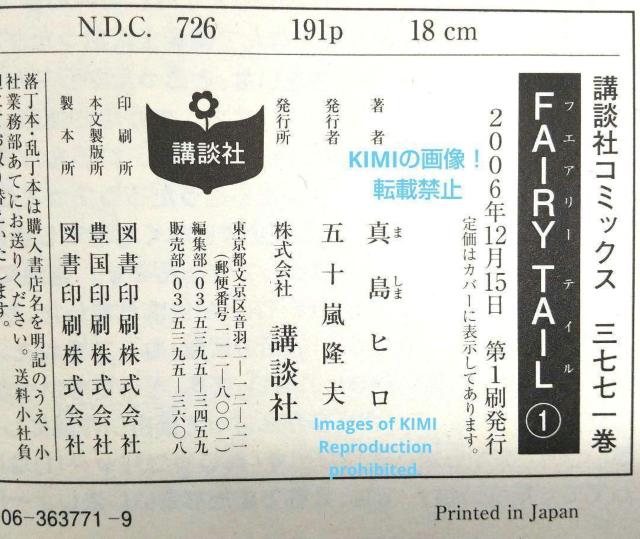 N.D.C. 726 191p 18 cm
講談社コミックス 三七七一巻
フェアリーテイル
FAIRY TAIL ①
2006年12月15日 第1刷発行
定価はカバーに表示してあります。
著者 真島ヒロ
ましま
発行者 五十嵐隆夫
発行所 株式会社 講談社
東京都文京区音羽二―一二―二一
(郵便番号一一二―八〇〇一)
編集部(03)五三九五―三四五九
販売部(03)五三九五―三六〇八
講談社
印刷所 図書印刷株式会社
本文製版所 豊国印刷株式会社
製本所 図書印刷株式会社
落丁本・乱丁本は購入書店名を明記のうえ、小
社業務部あてにお送りください。送料小社負
KIMIの画像!
転載禁止
Images of KIMI
Reproduction
prohibited.
06-363771-9
Printed in Japan